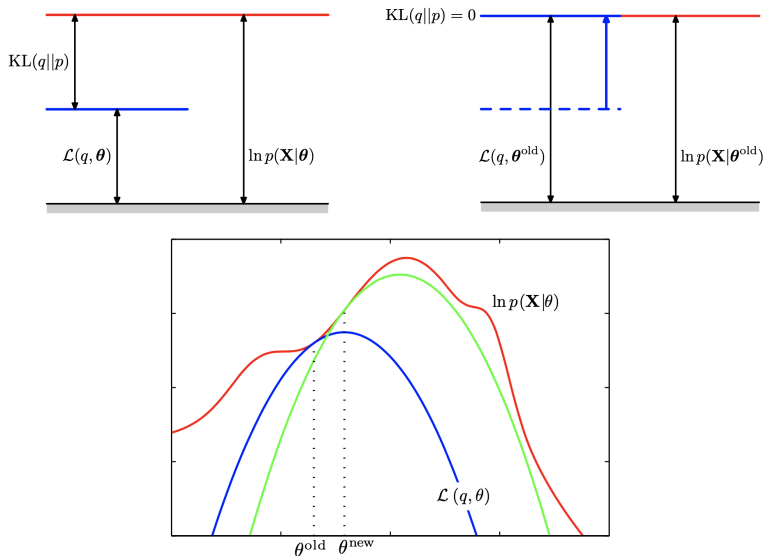 KL(q||p)
𝓛(q, 𝜽)
ln p(𝐗|𝜽)
KL(q||p) = 0
𝓛(q, 𝜽^old)
ln p(𝐗|𝜽^old)
ln p(𝐗|θ)
𝓛 (q, θ)
θ^old θ^new